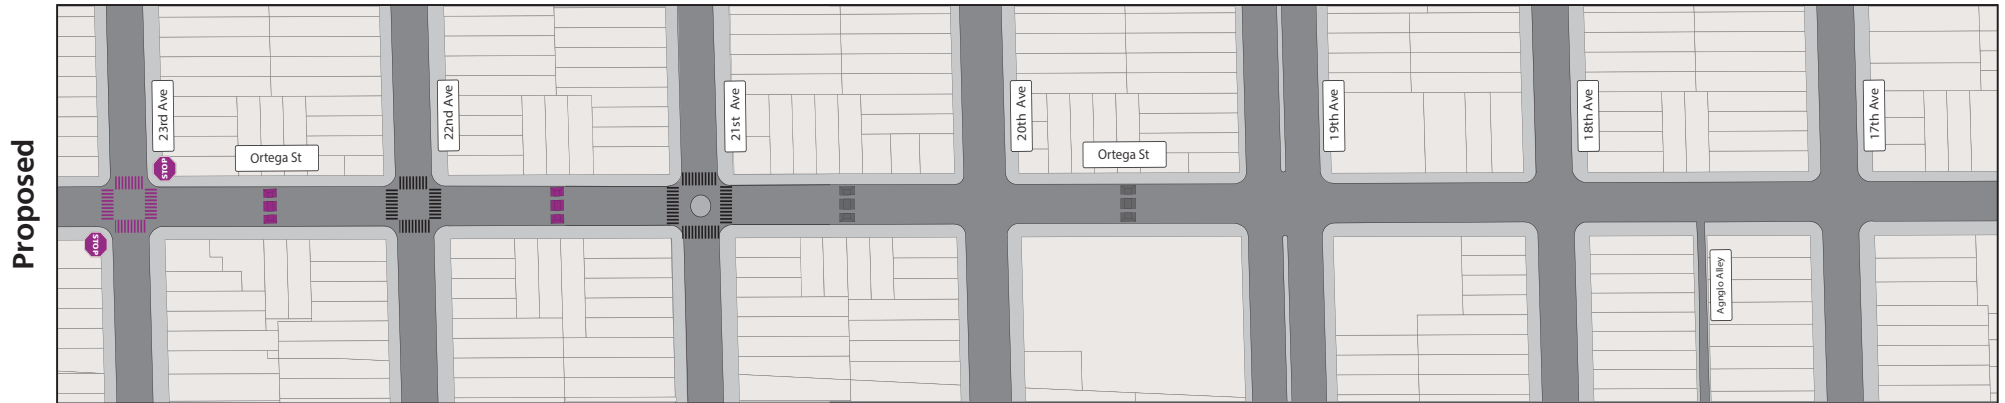 Proposed
23rd Ave
22nd Ave
21st Ave
20th Ave
19th Ave
18th Ave
17th Ave
STOP
Ortega St
Ortega St
STOP
Agnglo Alley